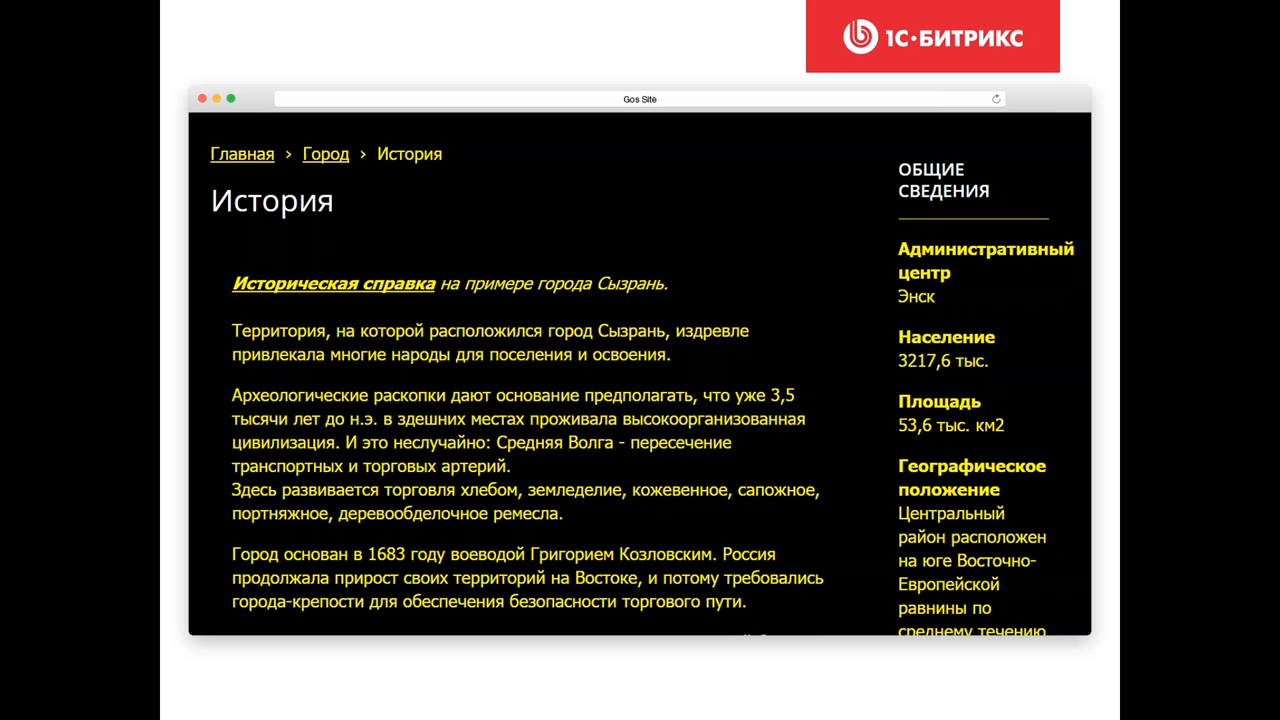 1С·БИТРИКС
Gos Site
Главная › Город › История
История
Историческая справка на примере города Сызрань.
Территория, на которой расположился город Сызрань, издревле
привлекала многие народы для поселения и освоения.
Археологические раскопки дают основание предполагать, что уже 3,5
тысячи лет до н.э. в здешних местах проживала высокоорганизованная
цивилизация. И это неслучайно: Средняя Волга - пересечение
транспортных и торговых артерий.
Здесь развивается торговля хлебом, земледелие, кожевенное, сапожное,
портняжное, деревообделочное ремесла.
Город основан в 1683 году воеводой Григорием Козловским. Россия
продолжала прирост своих территорий на Востоке, и потому требовались
города-крепости для обеспечения безопасности торгового пути.
ОБЩИЕ
СВЕДЕНИЯ
Административный
центр
Энск
Население
3217,6 тыс.
Площадь
53,6 тыс. км2
Географическое
положение
Центральный
район расположен
на юге Восточно-
Европейской
равнины по
среднему течению